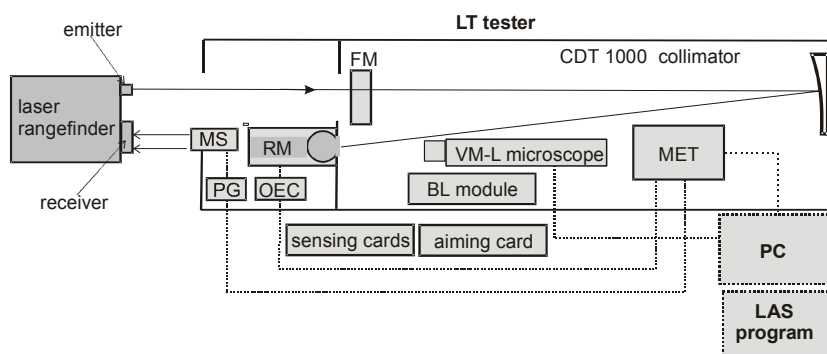 LT tester
emitter
FM
CDT 1000 collimator
laser
rangefinder
MS
RM
VM-L microscope
MET
PG
OEC
BL module
receiver
sensing cards
aiming card
PC
LAS
program